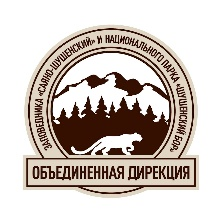 ЗАПОВЕДНИКА «САЯНО-ШУШЕНСКИЙ» И НАЦИОНАЛЬНОГО ПАРКА «ШУШЕНСКИЙ БОР»
ОБЪЕДИНЕННАЯ ДИРЕКЦИЯ